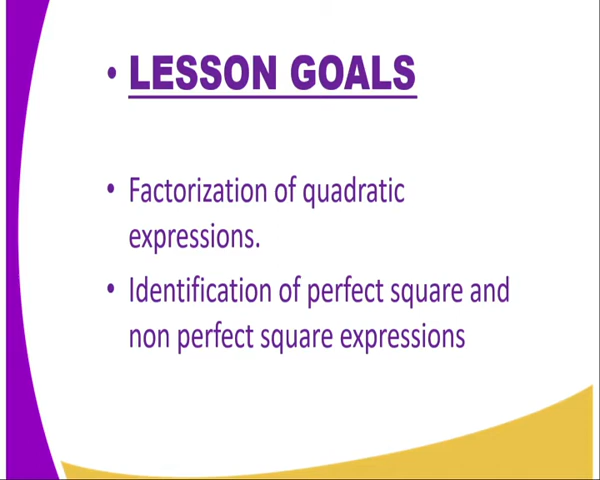 • LESSON GOALS
• Factorization of quadratic
expressions.
• Identification of perfect square and
non perfect square expressions